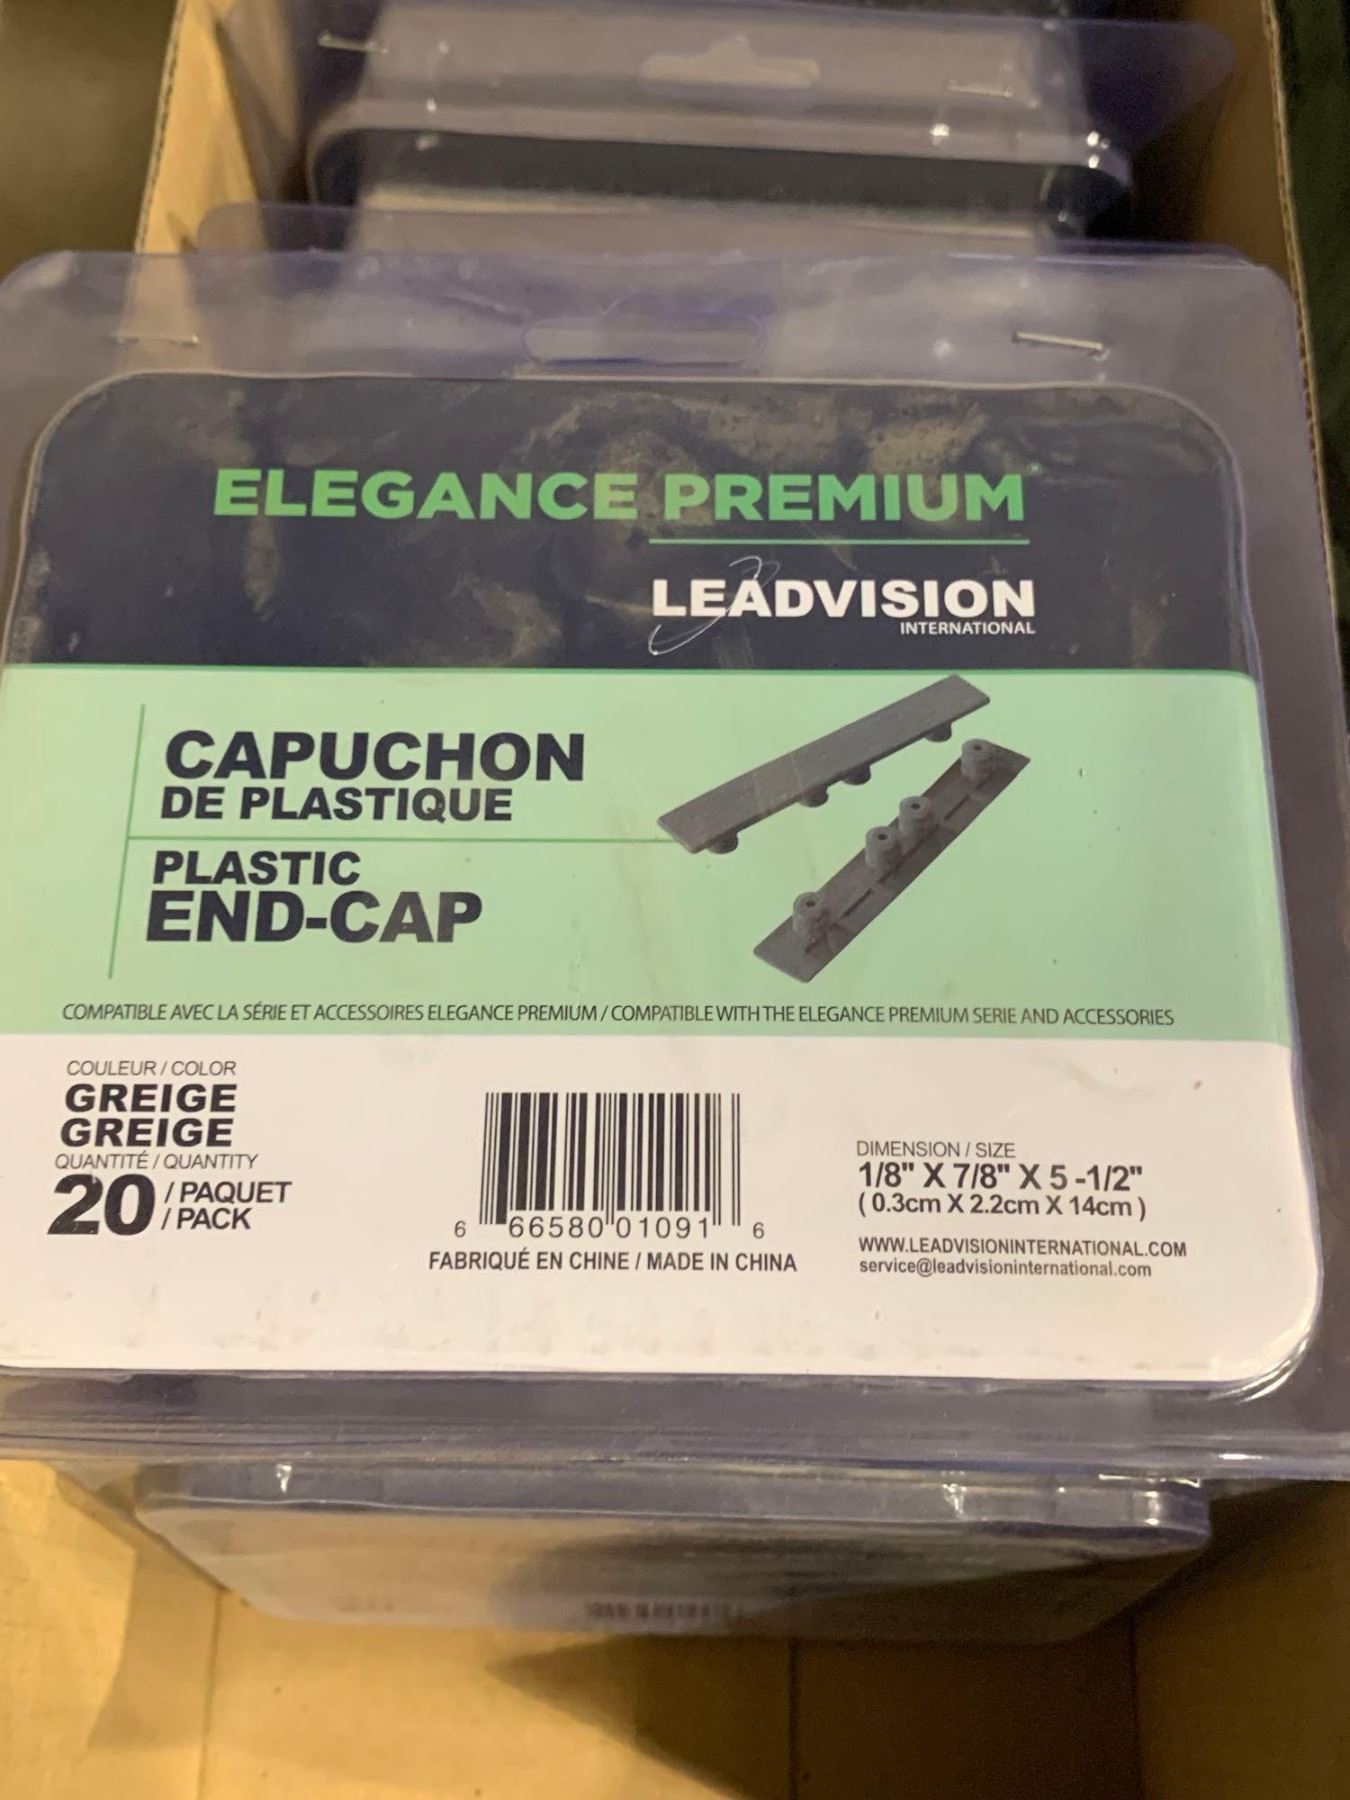 ELEGANCE PREMIUM
LEADVISION
INTERNATIONAL
CAPUCHON
DE PLASTIQUE
PLASTIC
END-CAP
COMPATIBLE AVEC LA SÉRIE ET ACCESSOIRES ELEGANCE PREMIUM / COMPATIBLE WITH THE ELEGANCE PREMIUM SERIE AND ACCESSORIES
COULEUR / COLOR
GREIGE
GREIGE
QUANTITÉ / QUANTITY
20 / PAQUET
/ PACK
6 66580 01091 6
FABRIQUÉ EN CHINE / MADE IN CHINA
DIMENSION / SIZE
1/8" X 7/8" X 5 -1/2"
( 0.3cm X 2.2cm X 14cm )
WWW.LEADVISIONINTERNATIONAL.COM
service@leadvisioninternational.com